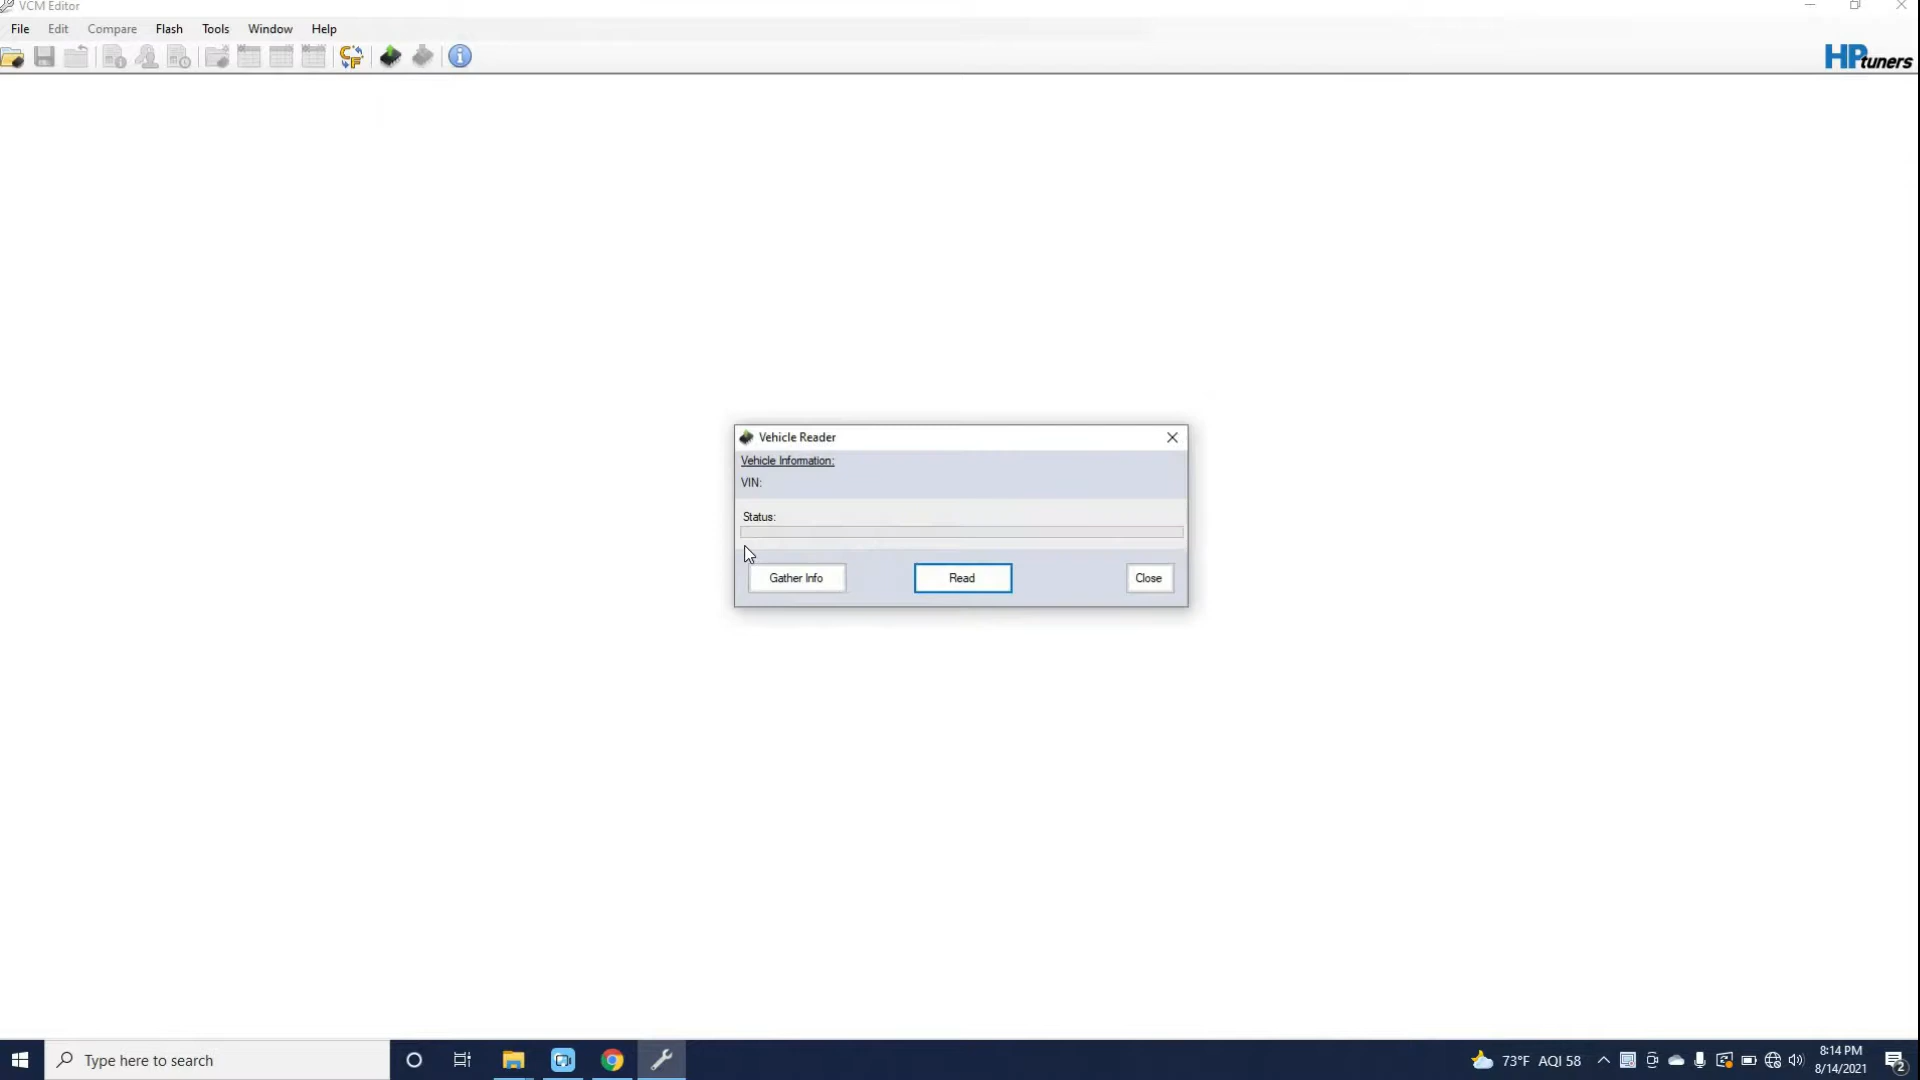 VCM Editor
File Edit Compare Flash Tools Window Help
HPtuners
Vehicle Reader
Vehicle Information:
VIN:
Status:
Gather Info Read Close
Type here to search
73°F AQI 58
8:14 PM
8/14/2021
2